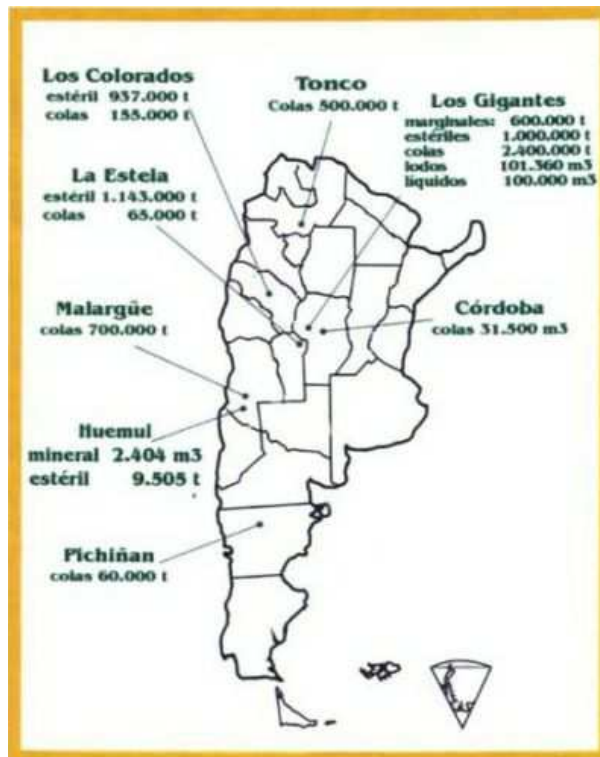 Los Colorados
estéril 937.000 t
colas 155.000 t
Tonco
Colas 500.000 t
Los Gigantes
marginales: 600.000 t
estériles 1.000.000 t
colas 2.400.000 t
lodos 101.360 m3
líquidos 100.000 m3
La Estela
estéril 1.143.000 t
colas 65.000 t
Malargüe
colas 700.000 t
Córdoba
colas 31.500 m3
Huemul
mineral 2.404 m3
estéril 9.505 t
Pichiñan
colas 60.000 t